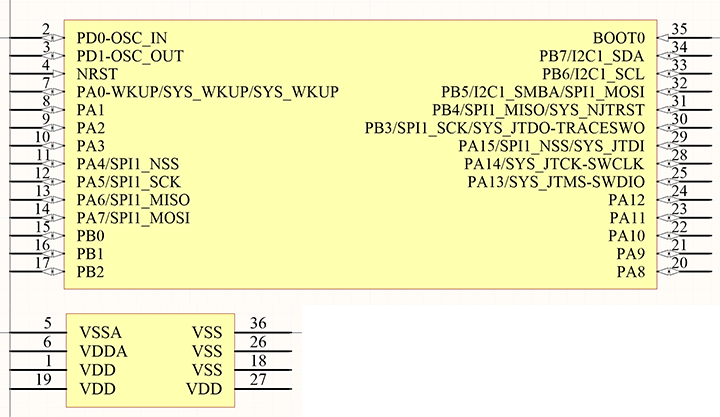 2 PD0-OSC_IN BOOT0 35
3 PD1-OSC_OUT PB7/I2C1_SDA 34
4 NRST PB6/I2C1_SCL 33
7 PA0-WKUP/SYS_WKUP/SYS_WKUP PB5/I2C1_SMBA/SPI1_MOSI 32
8 PA1 PB4/SPI1_MISO/SYS_NJTRST 31
9 PA2 PB3/SPI1_SCK/SYS_JTDO-TRACESWO 30
10 PA3 PA15/SPI1_NSS/SYS_JTDI 29
11 PA4/SPI1_NSS PA14/SYS_JTCK-SWCLK 28
12 PA5/SPI1_SCK PA13/SYS_JTMS-SWDIO 25
13 PA6/SPI1_MISO PA12 24
14 PA7/SPI1_MOSI PA11 23
15 PB0 PA10 22
16 PB1 PA9 21
17 PB2 PA8 20
5 VSSA VSS 36
6 VDDA VSS 26
1 VDD VSS 18
19 VDD VDD 27